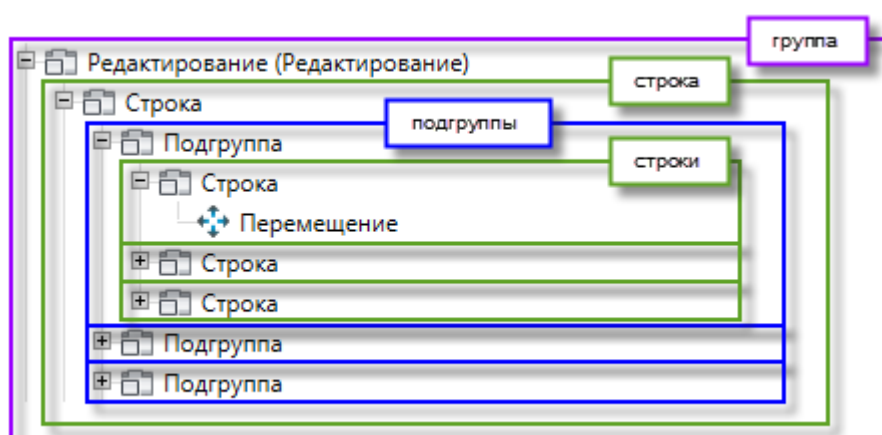 группа
Редактирование (Редактирование)
строка
Строка
подгруппы
Подгруппа
строки
Строка
Перемещение
Строка
Строка
Подгруппа
Подгруппа